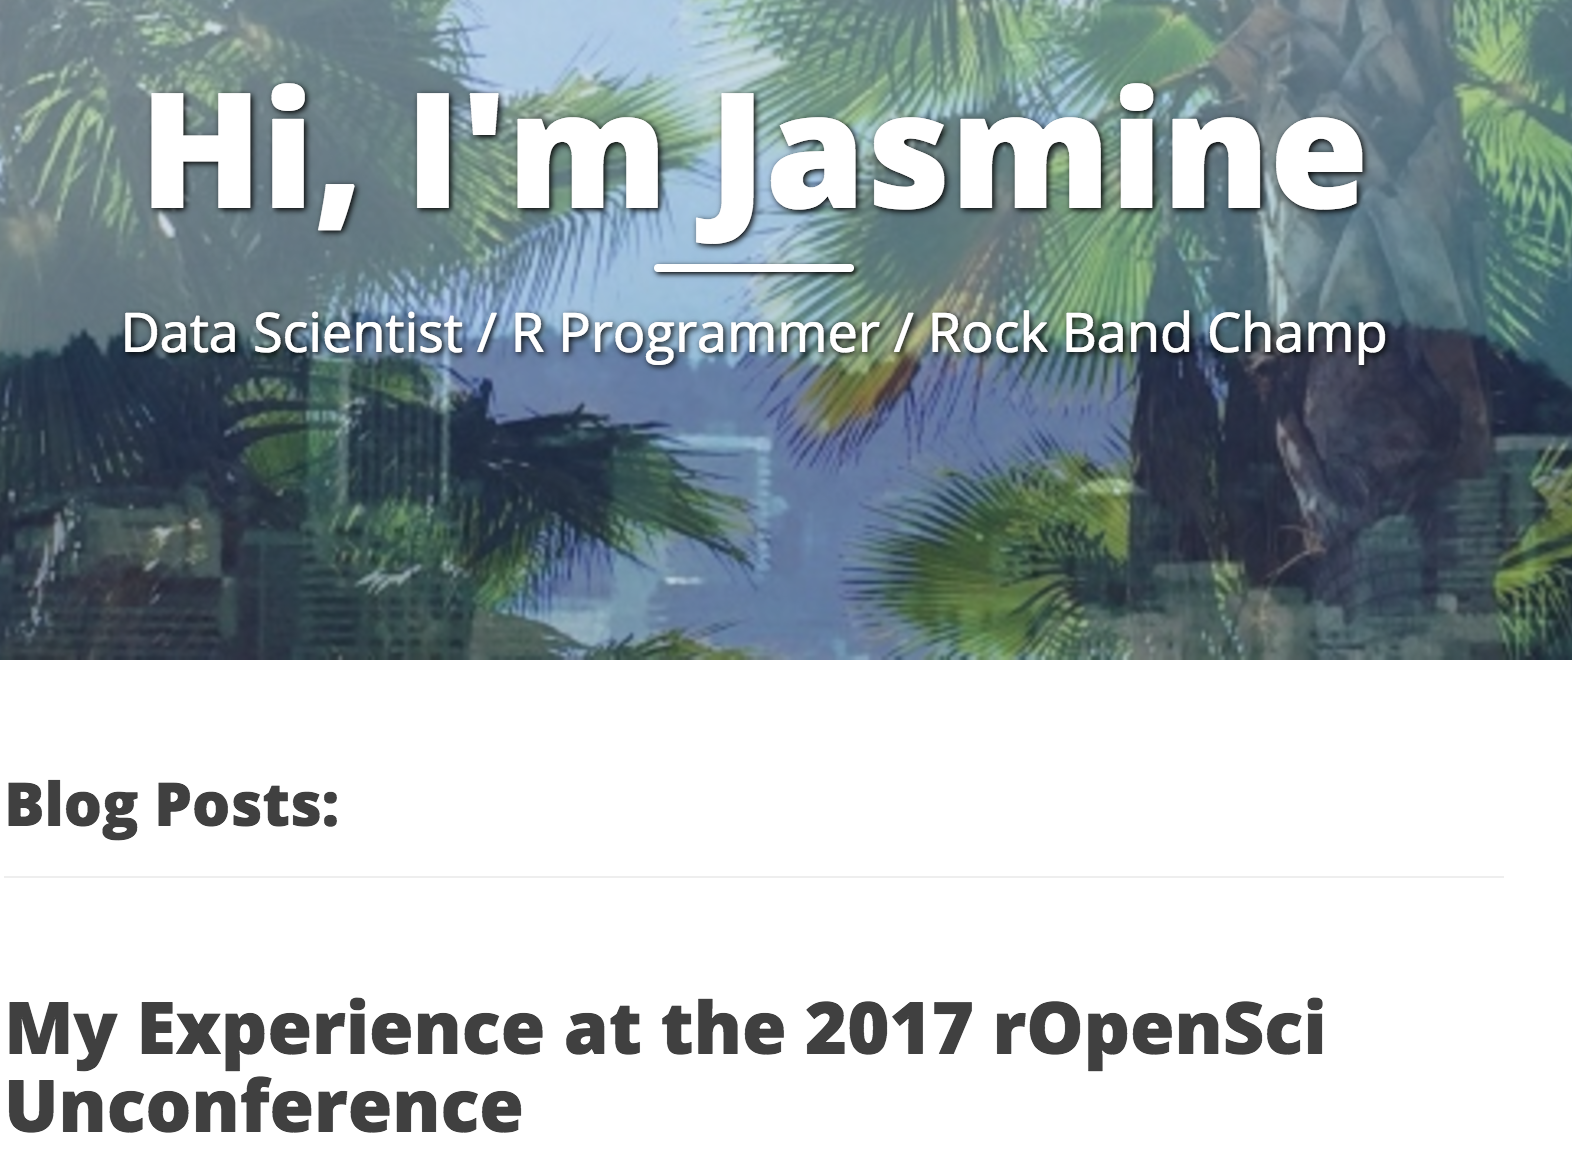 Hi, I'm Jasmine
Data Scientist / R Programmer / Rock Band Champ
Blog Posts:
My Experience at the 2017 rOpenSci
Unconference